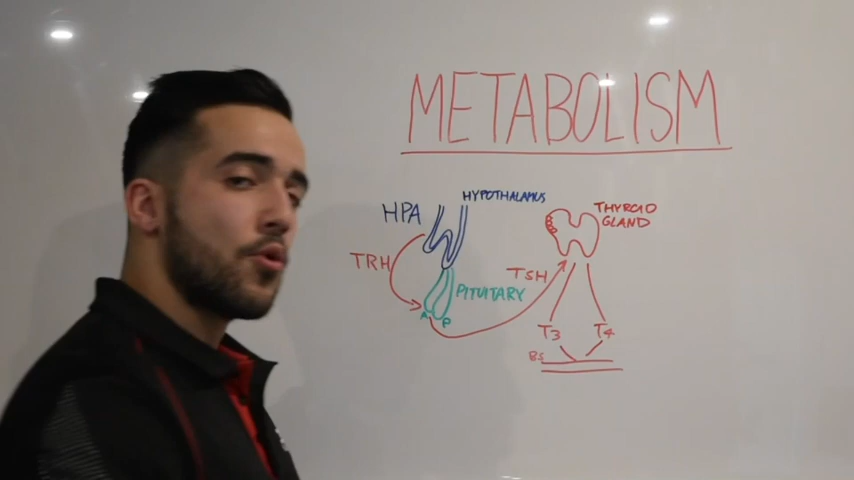 METABOLISM
HPA
HYPOTHALAMUS
THYROID
GLAND
TRH
TSH
PITUITARY
A
P
T3
T4
BS